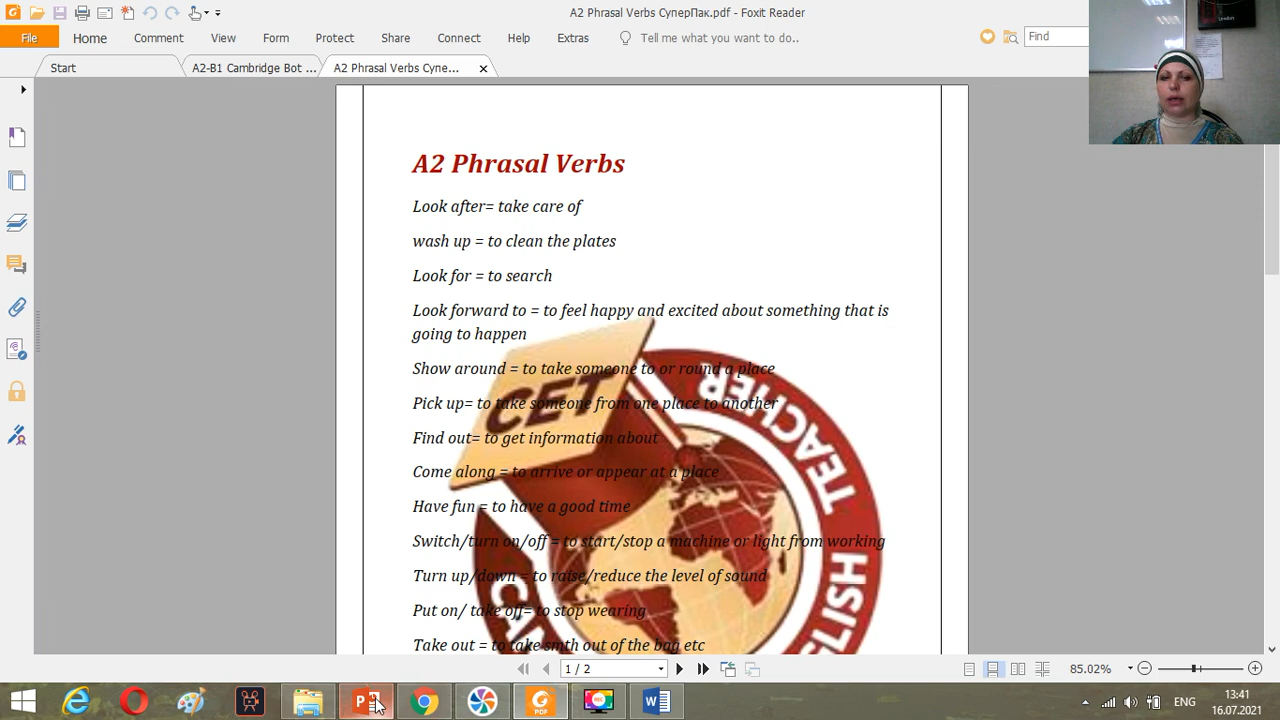 A2 Phrasal Verbs СуперПак.pdf - Foxit Reader
File
Home
Comment
View
Form
Protect
Share
Connect
Help
Extras
Tell me what you want to do..
Find
Start
A2-B1 Cambridge Bot ...
A2 Phrasal Verbs Супе...
A2 Phrasal Verbs
Look after= take care of
wash up = to clean the plates
Look for = to search
Look forward to = to feel happy and excited about something that is
going to happen
Show around = to take someone to or round a place
Pick up= to take someone from one place to another
Find out= to get information about
Come along = to arrive or appear at a place
Have fun = to have a good time
Switch/turn on/off = to start/stop a machine or light from working
Turn up/down = to raise/reduce the level of sound
Put on/ take off= to stop wearing
Take out = to take smth out of the bag etc
CET
TEACHER
1 / 2
85.02%
PDF
ENG
13:41
16.07.2021